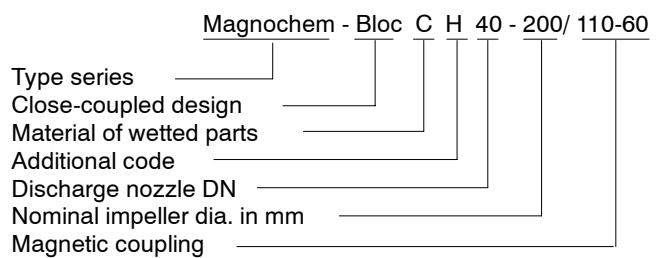 Magnochem - Bloc C H 40 - 200/ 110-60
Type series
Close-coupled design
Material of wetted parts
Additional code
Discharge nozzle DN
Nominal impeller dia. in mm
Magnetic coupling